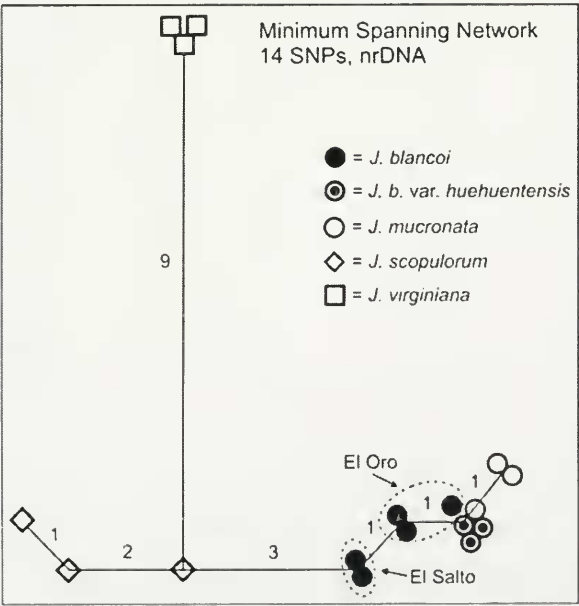 Minimum Spanning Network
14 SNPs, nrDNA
= J. blancoi
= J. b. var. huehuentensis
= J. mucronata
= J. scopulorum
= J. virginiana
9
El Oro
1
1
1
1
2
3
El Salto